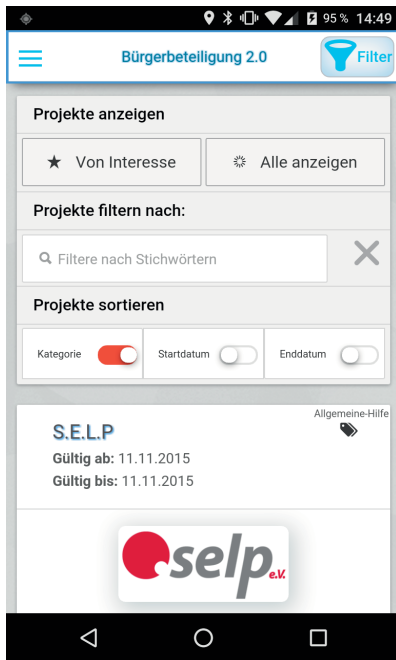 95 % 14:49
Bürgerbeteiligung 2.0
Filter
Projekte anzeigen
Von Interesse
Alle anzeigen
Projekte filtern nach:
Filtere nach Stichwörtern
Projekte sortieren
Kategorie
Startdatum
Enddatum
Allgemeine-Hilfe
S.E.L.P
Gültig ab: 11.11.2015
Gültig bis: 11.11.2015
selp e.V.